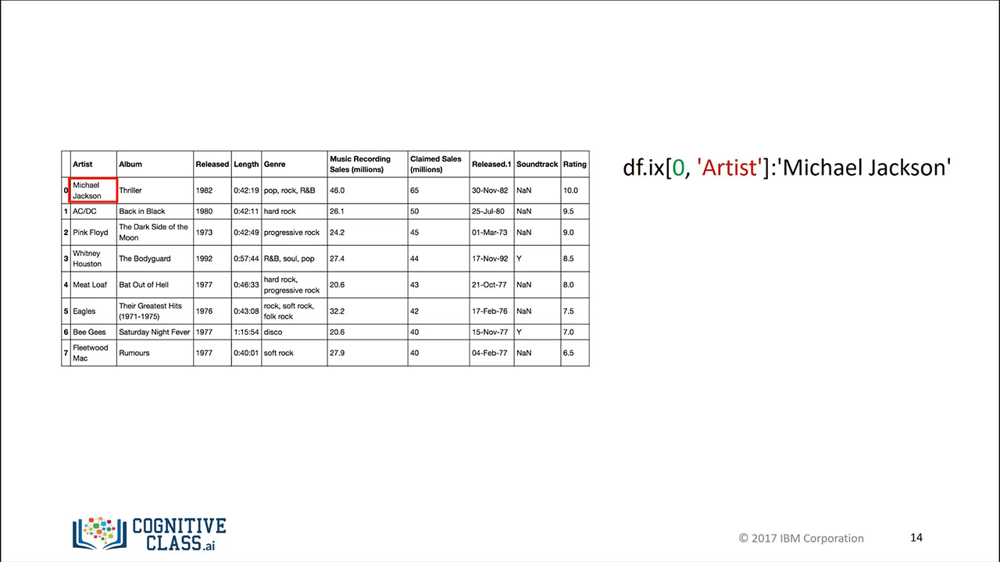 Artist Album Released Length Genre Music Recording Sales (millions) Claimed Sales (millions) Released.1 Soundtrack Rating
0 Michael Jackson Thriller 1982 0:42:19 pop, rock, R&B 46.0 65 30-Nov-82 NaN 10.0
1 AC/DC Back in Black 1980 0:42:11 hard rock 26.1 50 25-Jul-80 NaN 9.5
2 Pink Floyd The Dark Side of the Moon 1973 0:42:49 progressive rock 24.2 45 01-Mar-73 NaN 9.0
3 Whitney Houston The Bodyguard 1992 0:57:44 R&B, soul, pop 27.4 44 17-Nov-92 Y 8.5
4 Meat Loaf Bat Out of Hell 1977 0:46:33 hard rock, progressive rock 20.6 43 21-Oct-77 NaN 8.0
5 Eagles Their Greatest Hits (1971-1975) 1976 0:43:08 rock, soft rock, folk rock 32.2 42 17-Feb-76 NaN 7.5
6 Bee Gees Saturday Night Fever 1977 1:15:54 disco 20.6 40 15-Nov-77 Y 7.0
7 Fleetwood Mac Rumours 1977 0:40:01 soft rock 27.9 40 04-Feb-77 NaN 6.5
df.ix[0, 'Artist']:'Michael Jackson'
COGNITIVE
CLASS.ai
© 2017 IBM Corporation
14